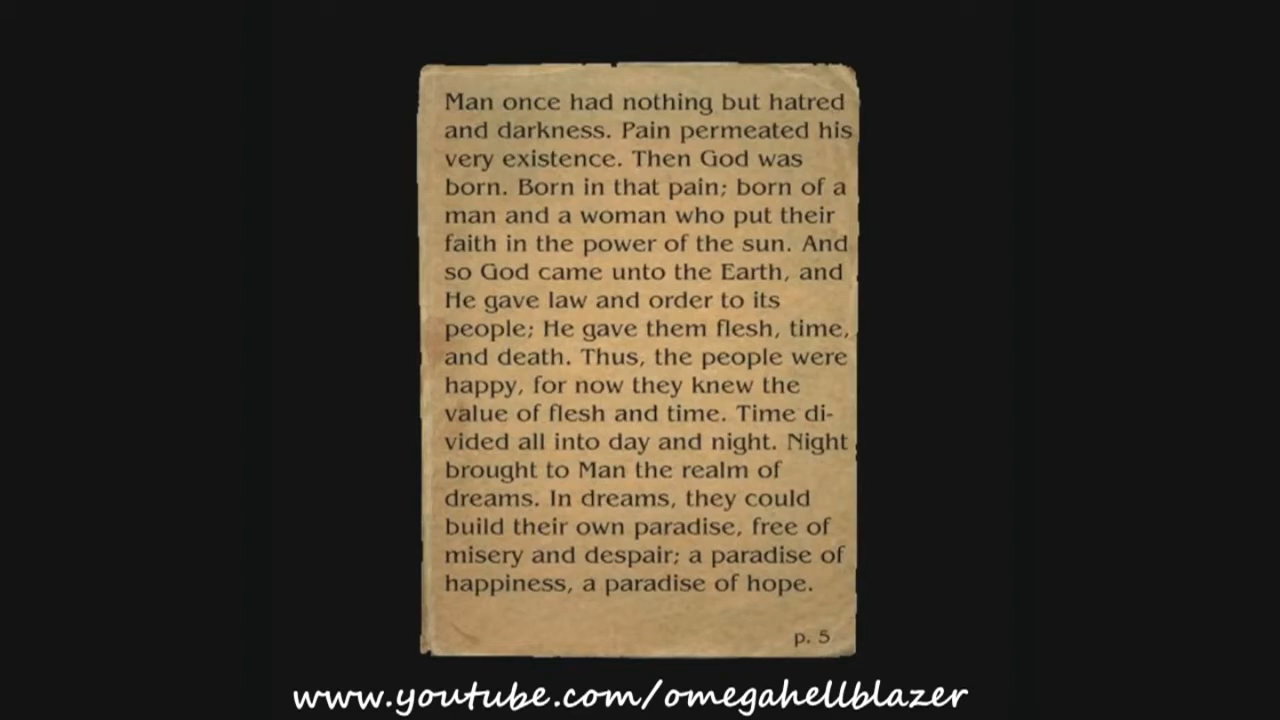 Man once had nothing but hatred
and darkness. Pain permeated his
very existence. Then God was
born. Born in that pain; born of a
man and a woman who put their
faith in the power of the sun. And
so God came unto the Earth, and
He gave law and order to its
people; He gave them flesh, time,
and death. Thus, the people were
happy, for now they knew the
value of flesh and time. Time di-
vided all into day and night. Night
brought to Man the realm of
dreams. In dreams, they could
build their own paradise, free of
misery and despair; a paradise of
happiness, a paradise of hope.
p. 5
www.youtube.com/omegahellblazer